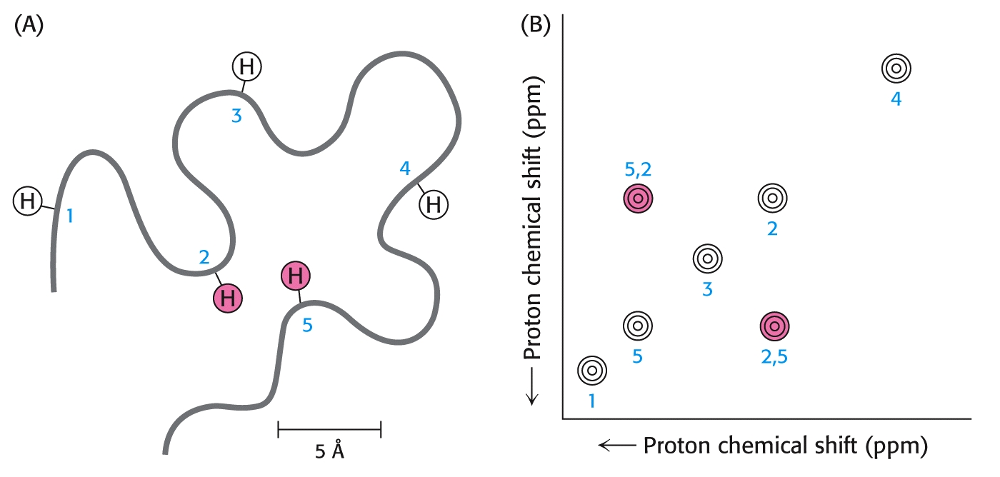 (A)
H
3
H
1
2
H
H
5
4
H
5 Å
(B)
Proton chemical shift (ppm)
4
5,2
2
3
5
2,5
1
Proton chemical shift (ppm)